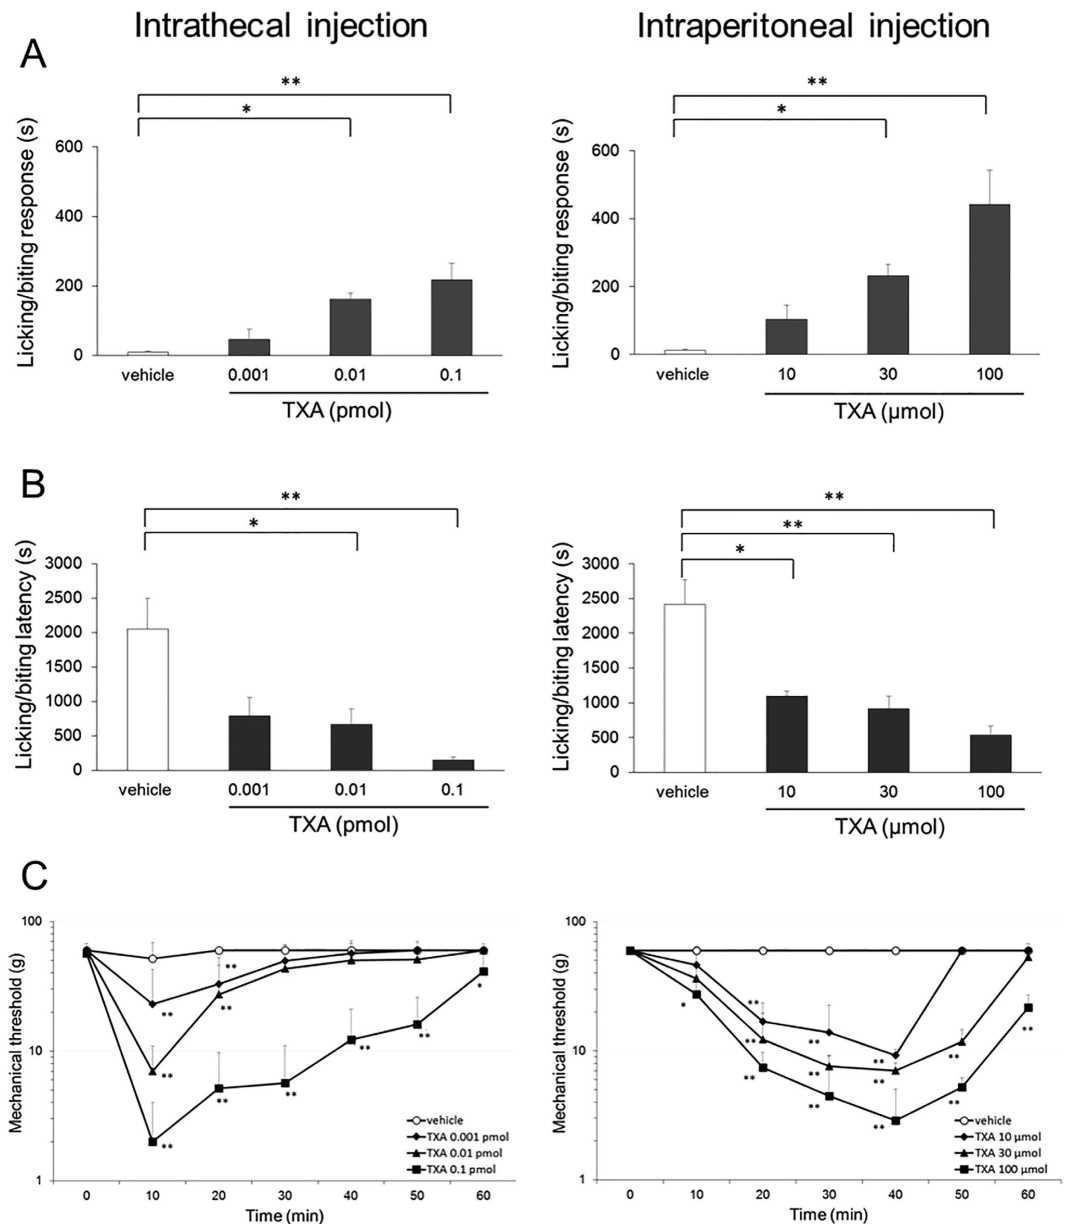 Intrathecal injection
Intraperitoneal injection
A
**
*
Licking/biting response (s)
600
400
200
0
vehicle
0.001
0.01
0.1
TXA (pmol)
**
*
Licking/biting response (s)
600
400
200
0
vehicle
10
30
100
TXA (µmol)
B
**
*
Licking/biting latency (s)
3000
2500
2000
1500
1000
500
0
vehicle
0.001
0.01
0.1
TXA (pmol)
**
**
*
Licking/biting latency (s)
3000
2500
2000
1500
1000
500
0
vehicle
10
30
100
TXA (µmol)
C
Mechanical threshold (g)
100
10
1
**
**
**
**
**
**
**
**
**
*
vehicle
TXA 0.001 pmol
TXA 0.01 pmol
TXA 0.1 pmol
0
10
20
30
40
50
60
Time (min)
Mechanical threshold (g)
100
10
1
*
**
**
**
**
**
**
**
**
**
**
**
**
vehicle
TXA 10 µmol
TXA 30 µmol
TXA 100 µmol
0
10
20
30
40
50
60
Time (min)